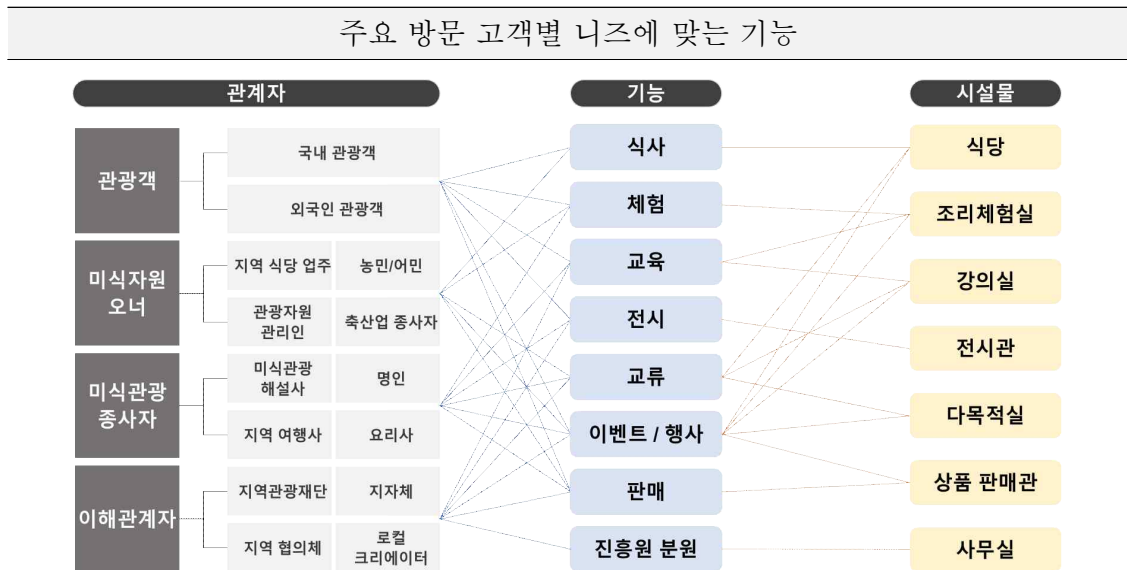 주요 방문 고객별 니즈에 맞는 기능
관계자
기능
시설물
관광객
국내 관광객
외국인 관광객
미식자원
오너
지역 식당 업주
농민/어민
관광자원
관리인
축산업 종사자
미식관광
종사자
미식관광
해설사
명인
지역 여행사
요리사
이해관계자
지역관광재단
지자체
지역 협의체
로컬
크리에이터
식사
체험
교육
전시
교류
이벤트 / 행사
판매
진흥원 분원
식당
조리체험실
강의실
전시관
다목적실
상품 판매관
사무실